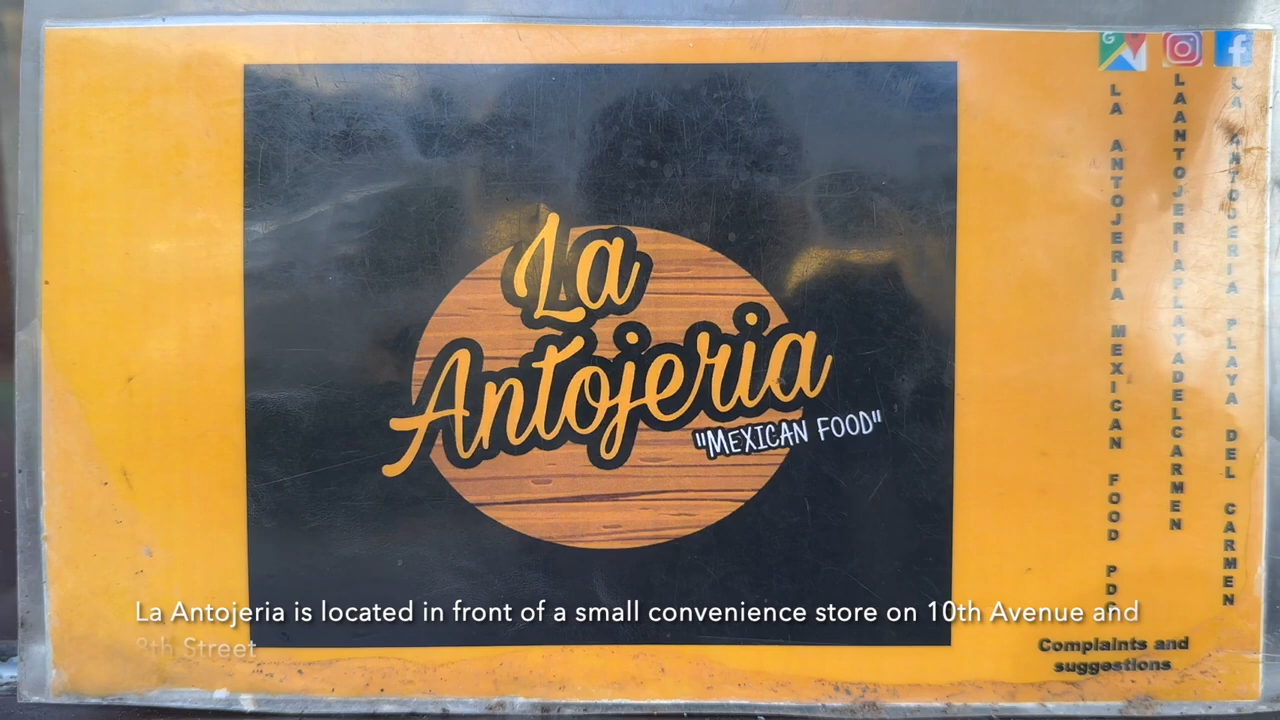 La
Antojeria
"MEXICAN FOOD"
LA ANTOJERIA MEXICAN FOOD PDC
LAANTOJERIAPLAYADELCARMEN
LA ANTOJERIA PLAYA DEL CARMEN
Complaints and
suggestions
La Antojeria is located in front of a small convenience store on 10th Avenue and
8th Street